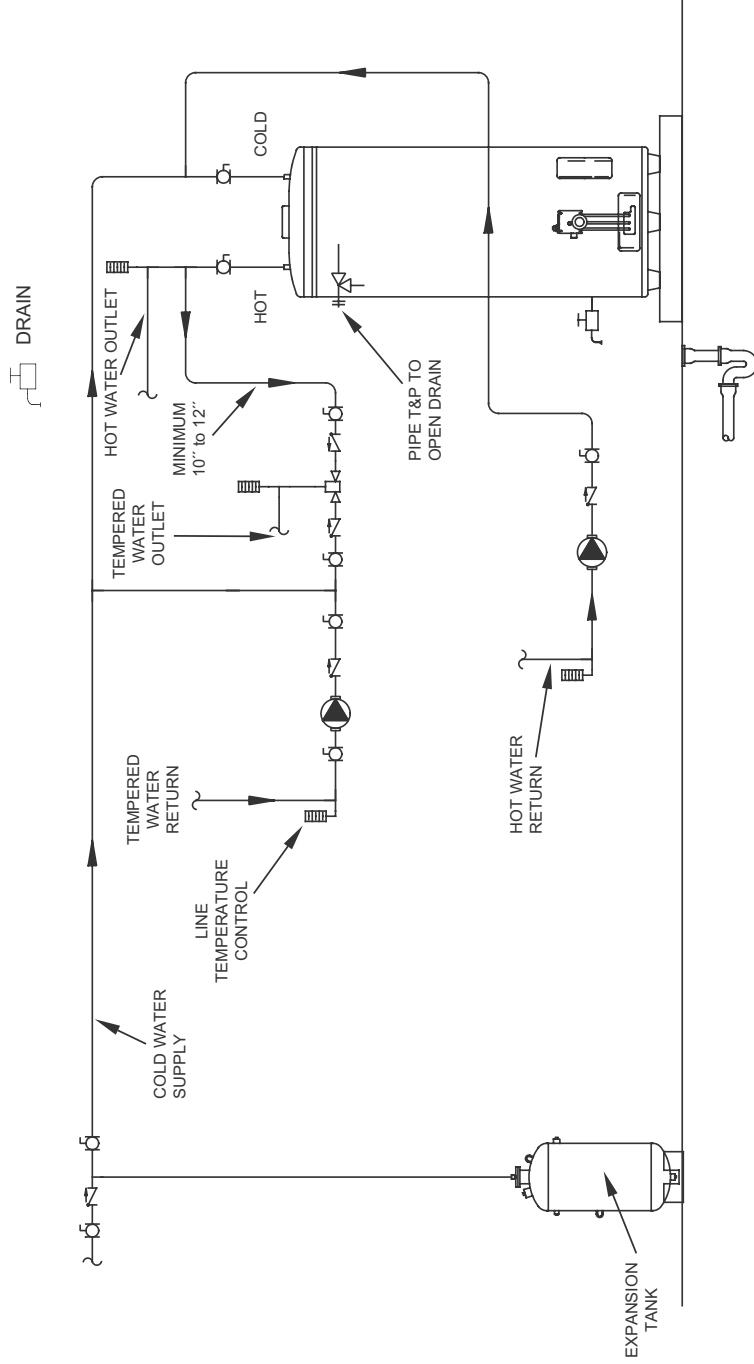 DRAIN
HOT WATER OUTLET
COLD
HOT
MINIMUM
10˝ to 12˝
PIPE T&P TO
OPEN DRAIN
TEMPERED
WATER
OUTLET
TEMPERED
WATER
RETURN
HOT WATER
RETURN
LINE
TEMPERATURE
CONTROL
COLD WATER
SUPPLY
EXPANSION
TANK